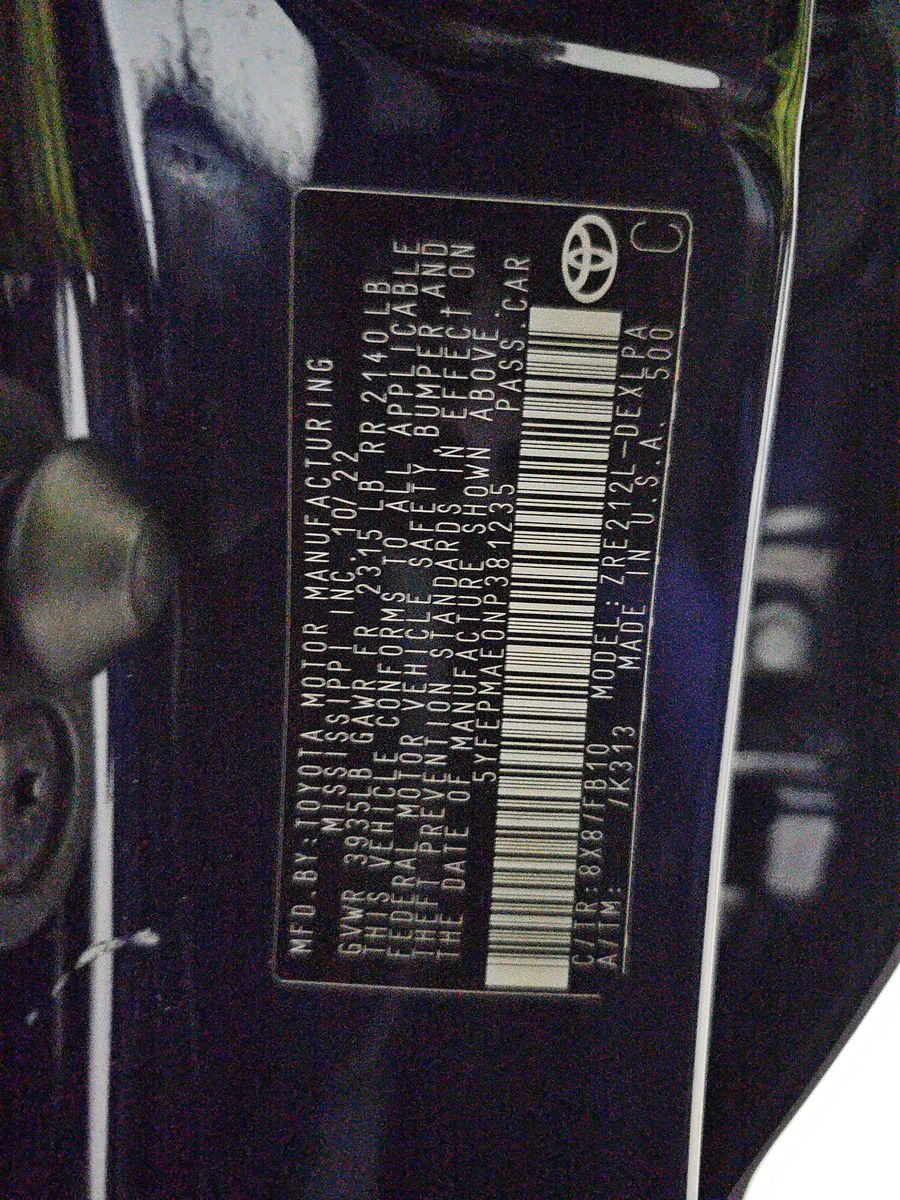 MFD.BY:TOYOTA MOTOR MANUFACTURING
MISSISSIPPI INC. 10/22
GVWR 3935LB GAWR FR 2315 LB RR 2140 LB
THIS VEHICLE CONFORMS TO ALL APPLICABLE
FEDERAL MOTOR VEHICLE SAFETY BUMPER AND
THEFT PREVENTION STANDARDS IN EFFECT ON
THE DATE OF MANUFACTURE SHOWN ABOVE.
5YFEPMAE0NP381235 PASS.CAR
C/TR:8X8/FB10 MODEL:ZRE212L-DEXLPA
A/TM: /K313 MADE IN U.S.A. 500
C